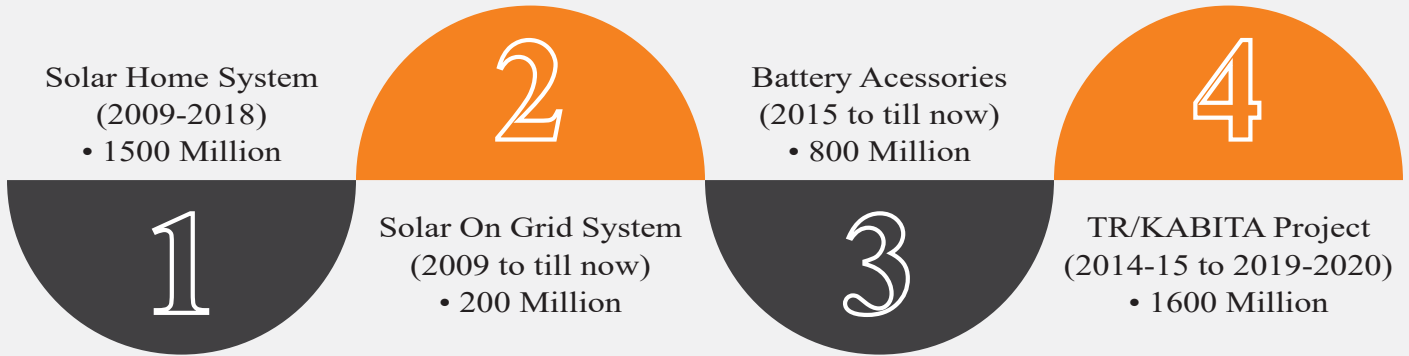 1
Solar Home System
(2009-2018)
• 1500 Million
2
Solar On Grid System
(2009 to till now)
• 200 Million
3
Battery Acessories
(2015 to till now)
• 800 Million
4
TR/KABITA Project
(2014-15 to 2019-2020)
• 1600 Million